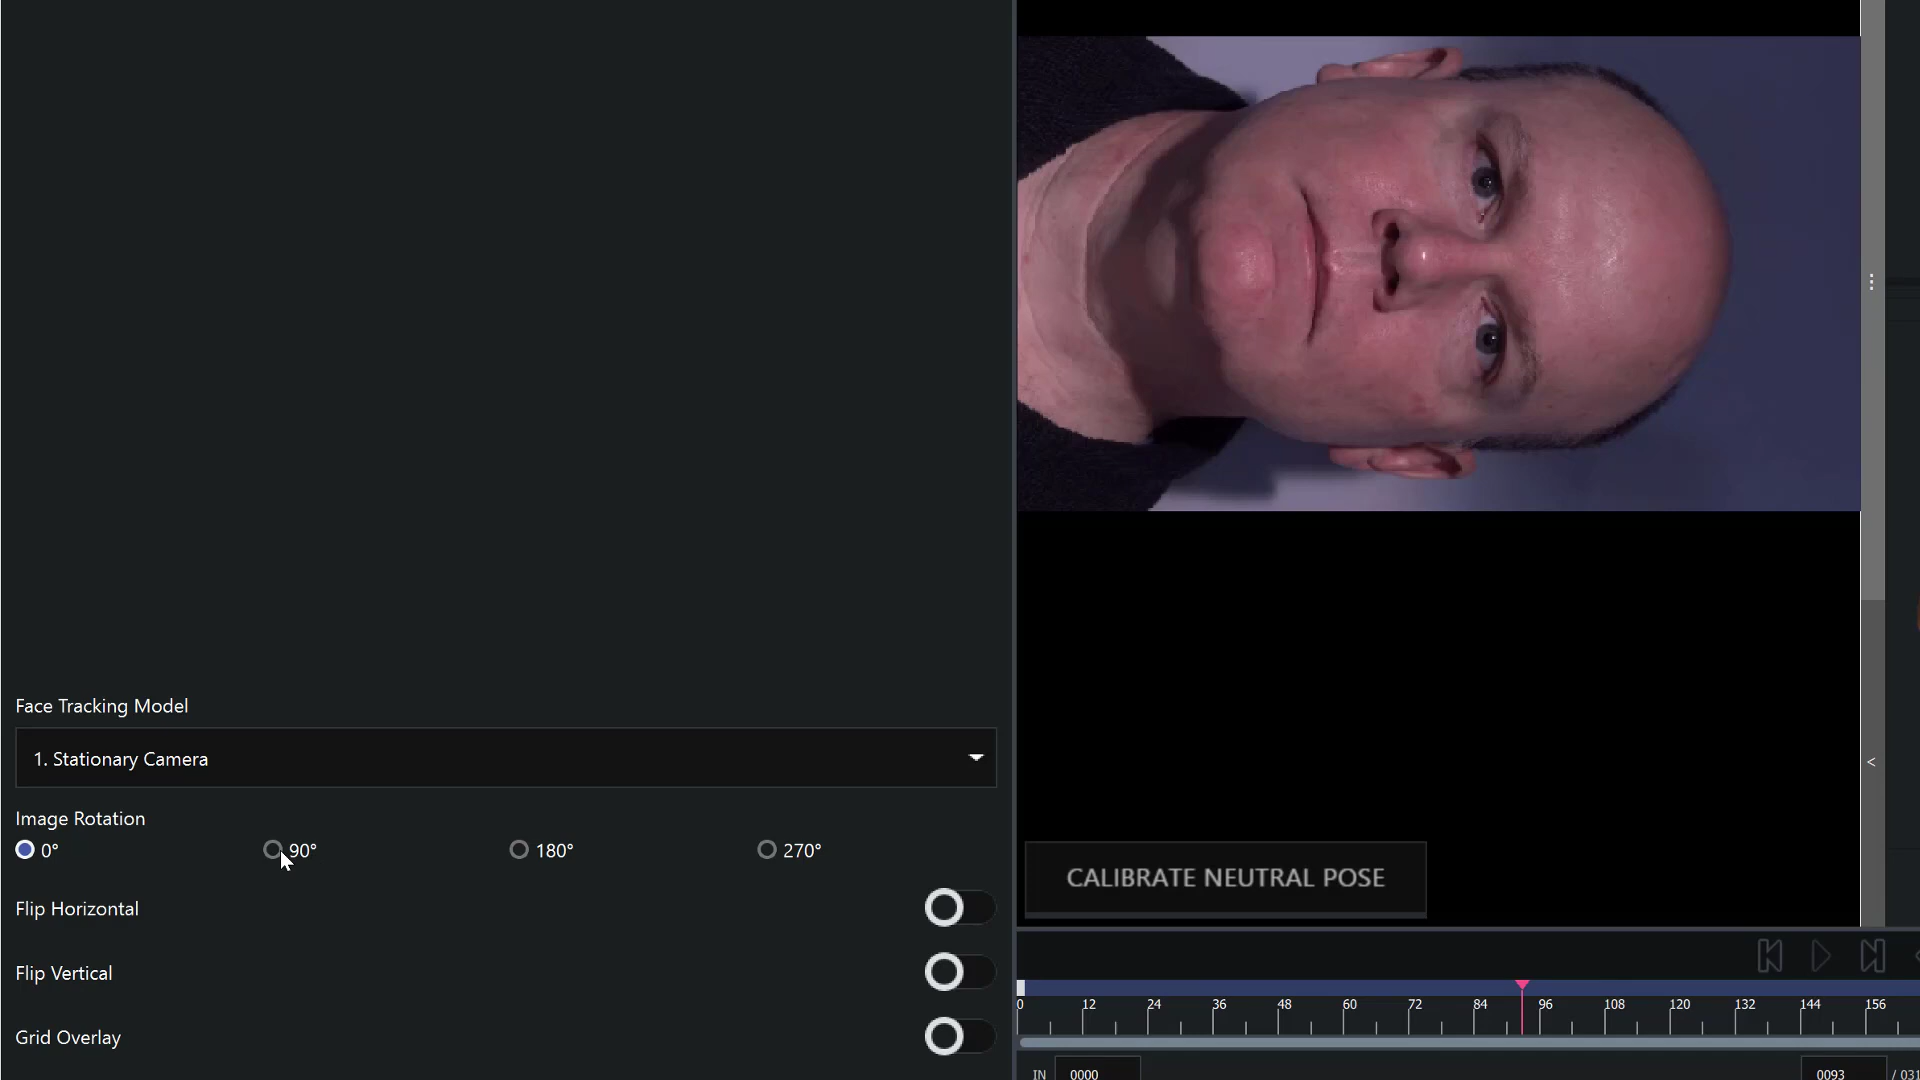 Face Tracking Model
1. Stationary Camera
Image Rotation
0° 90° 180° 270°
Flip Horizontal
Flip Vertical
Grid Overlay
<
CALIBRATE NEUTRAL POSE
0 12 24 36 48 60 72 84 96 108 120 132 144 156
IN 0000 0093 / 031